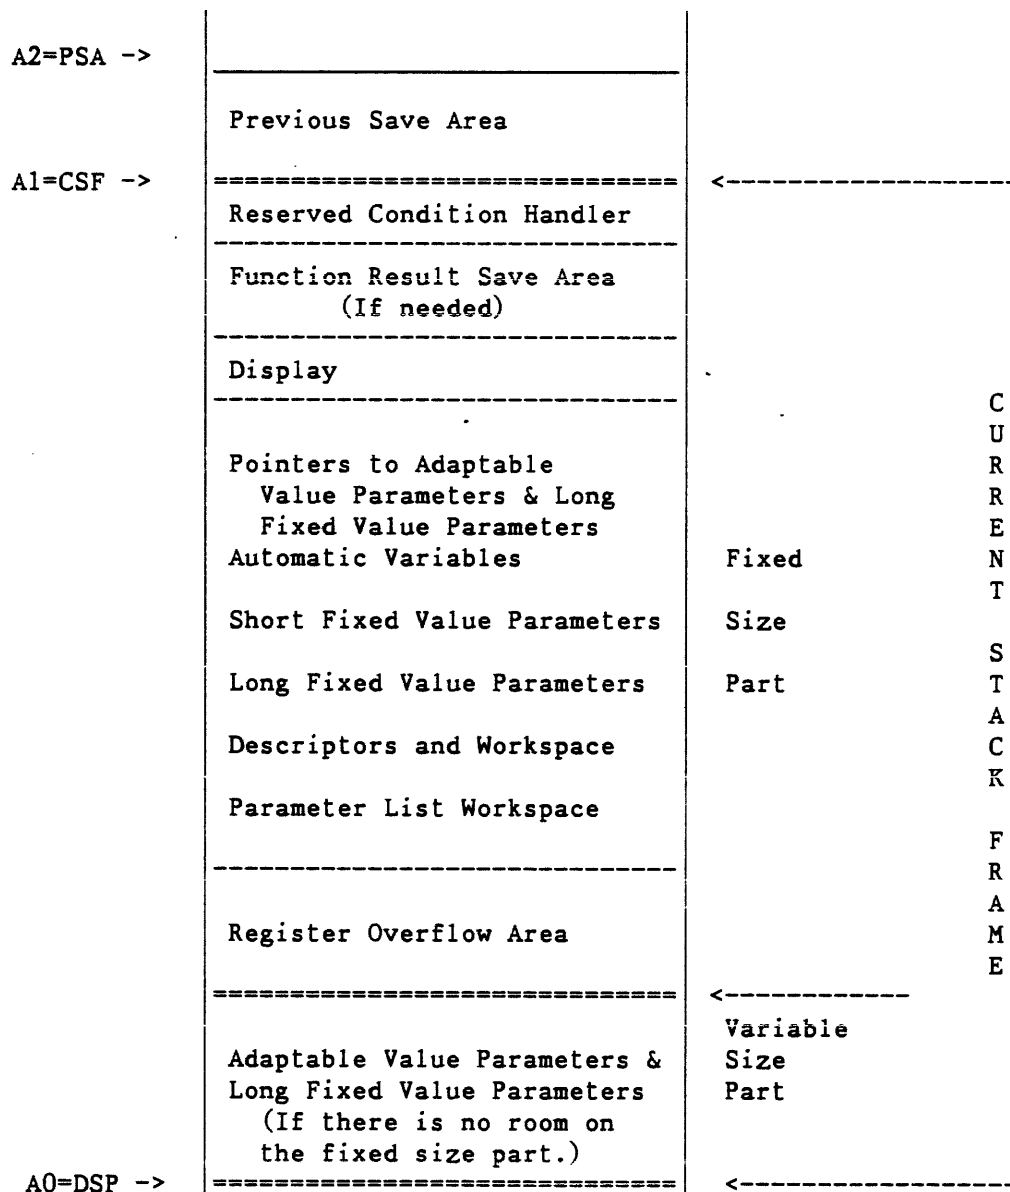 A2=PSA ->
Previous Save Area
A1=CSF -> ============================== <-------------------
Reserved Condition Handler
------------------------------
Function Result Save Area
(If needed)
------------------------------
Display
------------------------------
Pointers to Adaptable
Value Parameters & Long
Fixed Value Parameters
Automatic Variables Fixed
Short Fixed Value Parameters Size
Long Fixed Value Parameters Part
Descriptors and Workspace
Parameter List Workspace
------------------------------
Register Overflow Area
============================== <------------
Variable
Adaptable Value Parameters & Size
Long Fixed Value Parameters Part
(If there is no room on
the fixed size part.)
A0=DSP -> ============================== <------------------
C
U
R
R
E
N
T
S
T
A
C
K
F
R
A
M
E